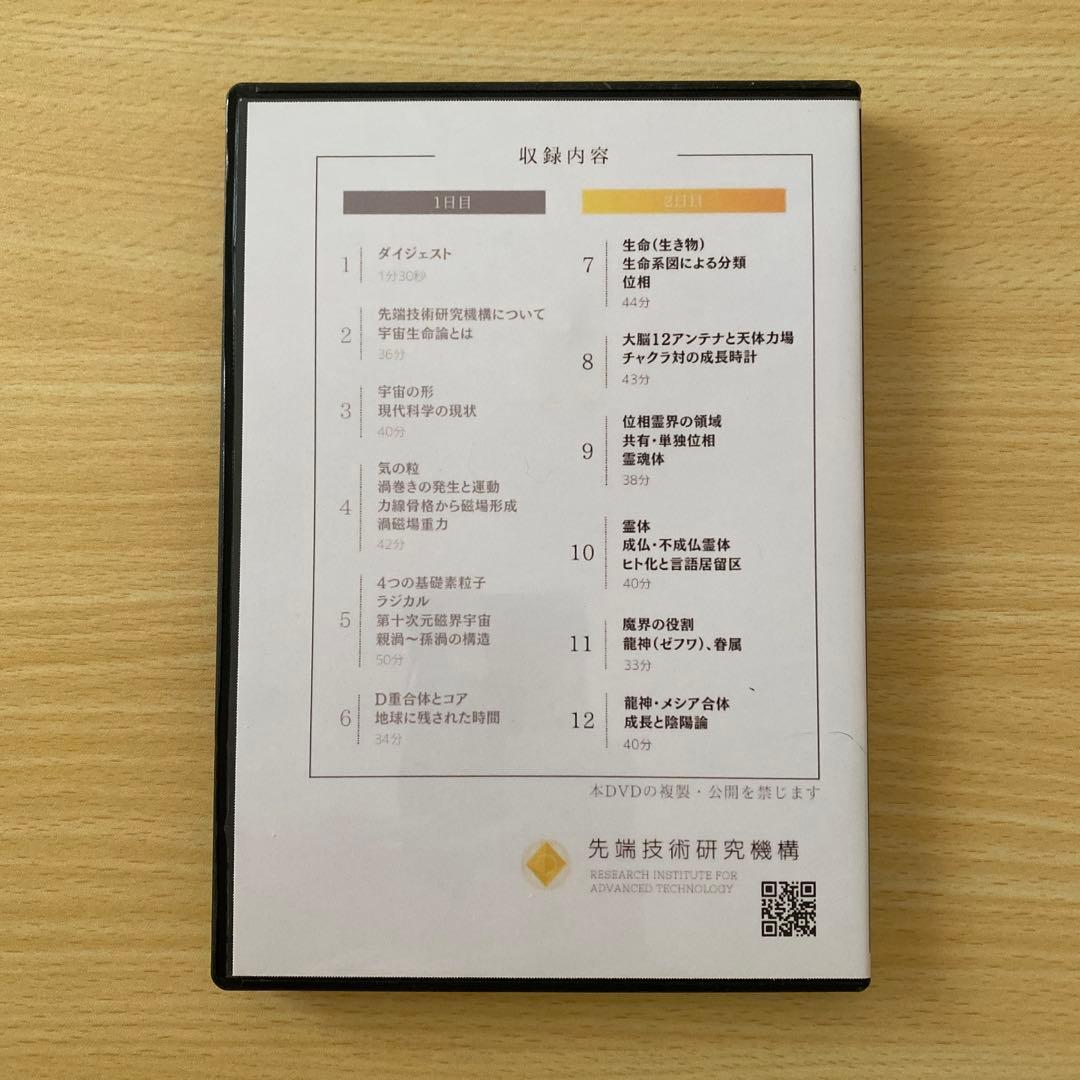 収録内容
1日目
1
ダイジェスト
1分30秒
2
先端技術研究機構について
宇宙生命論とは
36分
3
宇宙の形
現代科学の現状
40分
4
気の粒
渦巻きの発生と運動
力線骨格から磁場形成
渦磁場重力
42分
5
4つの基礎素粒子
ラジカル
第十次元磁界宇宙
親渦〜孫渦の構造
50分
6
D重合体とコア
地球に残された時間
34分
2日目
7
生命(生き物)
生命系図による分類
位相
44分
8
大脳12アンテナと天体力場
チャクラ対の成長時計
43分
9
位相霊界の領域
共有・単独位相
霊魂体
38分
10
霊体
成仏・不成仏霊体
ヒト化と言語居留区
40分
11
魔界の役割
龍神(ゼフワ)、眷属
33分
12
龍神・メシア合体
成長と陰陽論
40分
本DVDの複製・公開を禁じます
先端技術研究機構
RESEARCH INSTITUTE FOR
ADVANCED TECHNOLOGY